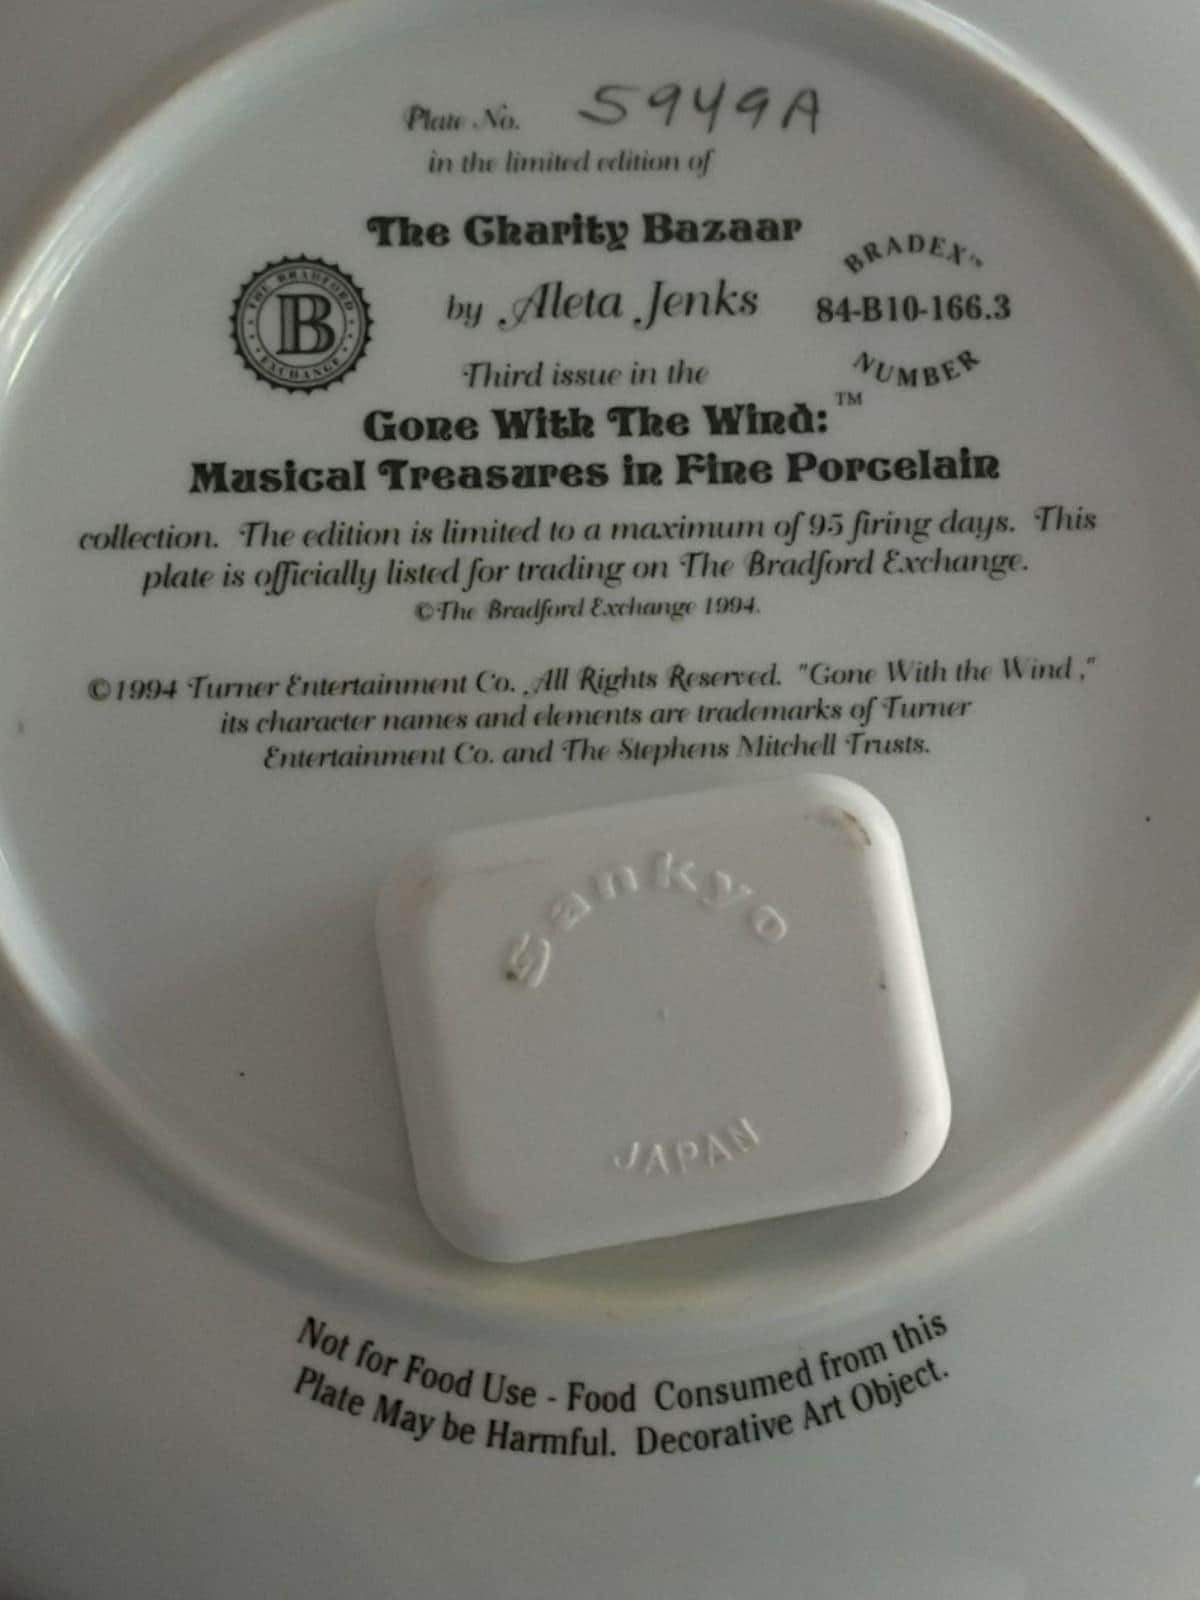 Plate No. 5949A
in the limited edition of
The Charity Bazaar
by Aleta Jenks
THE BRADFORD
B
EXCHANGE
BRADEX™
84-B10-166.3
NUMBER
Third issue in the
Gone With The Wind:™
Musical Treasures in Fine Porcelain
collection. The edition is limited to a maximum of 95 firing days. This
plate is officially listed for trading on The Bradford Exchange.
©The Bradford Exchange 1994.
©1994 Turner Entertainment Co. All Rights Reserved. "Gone With the Wind,"
its character names and elements are trademarks of Turner
Entertainment Co. and The Stephens Mitchell Trusts.
Sankyo
JAPAN
Not for Food Use - Food Consumed from this
Plate May be Harmful. Decorative Art Object.